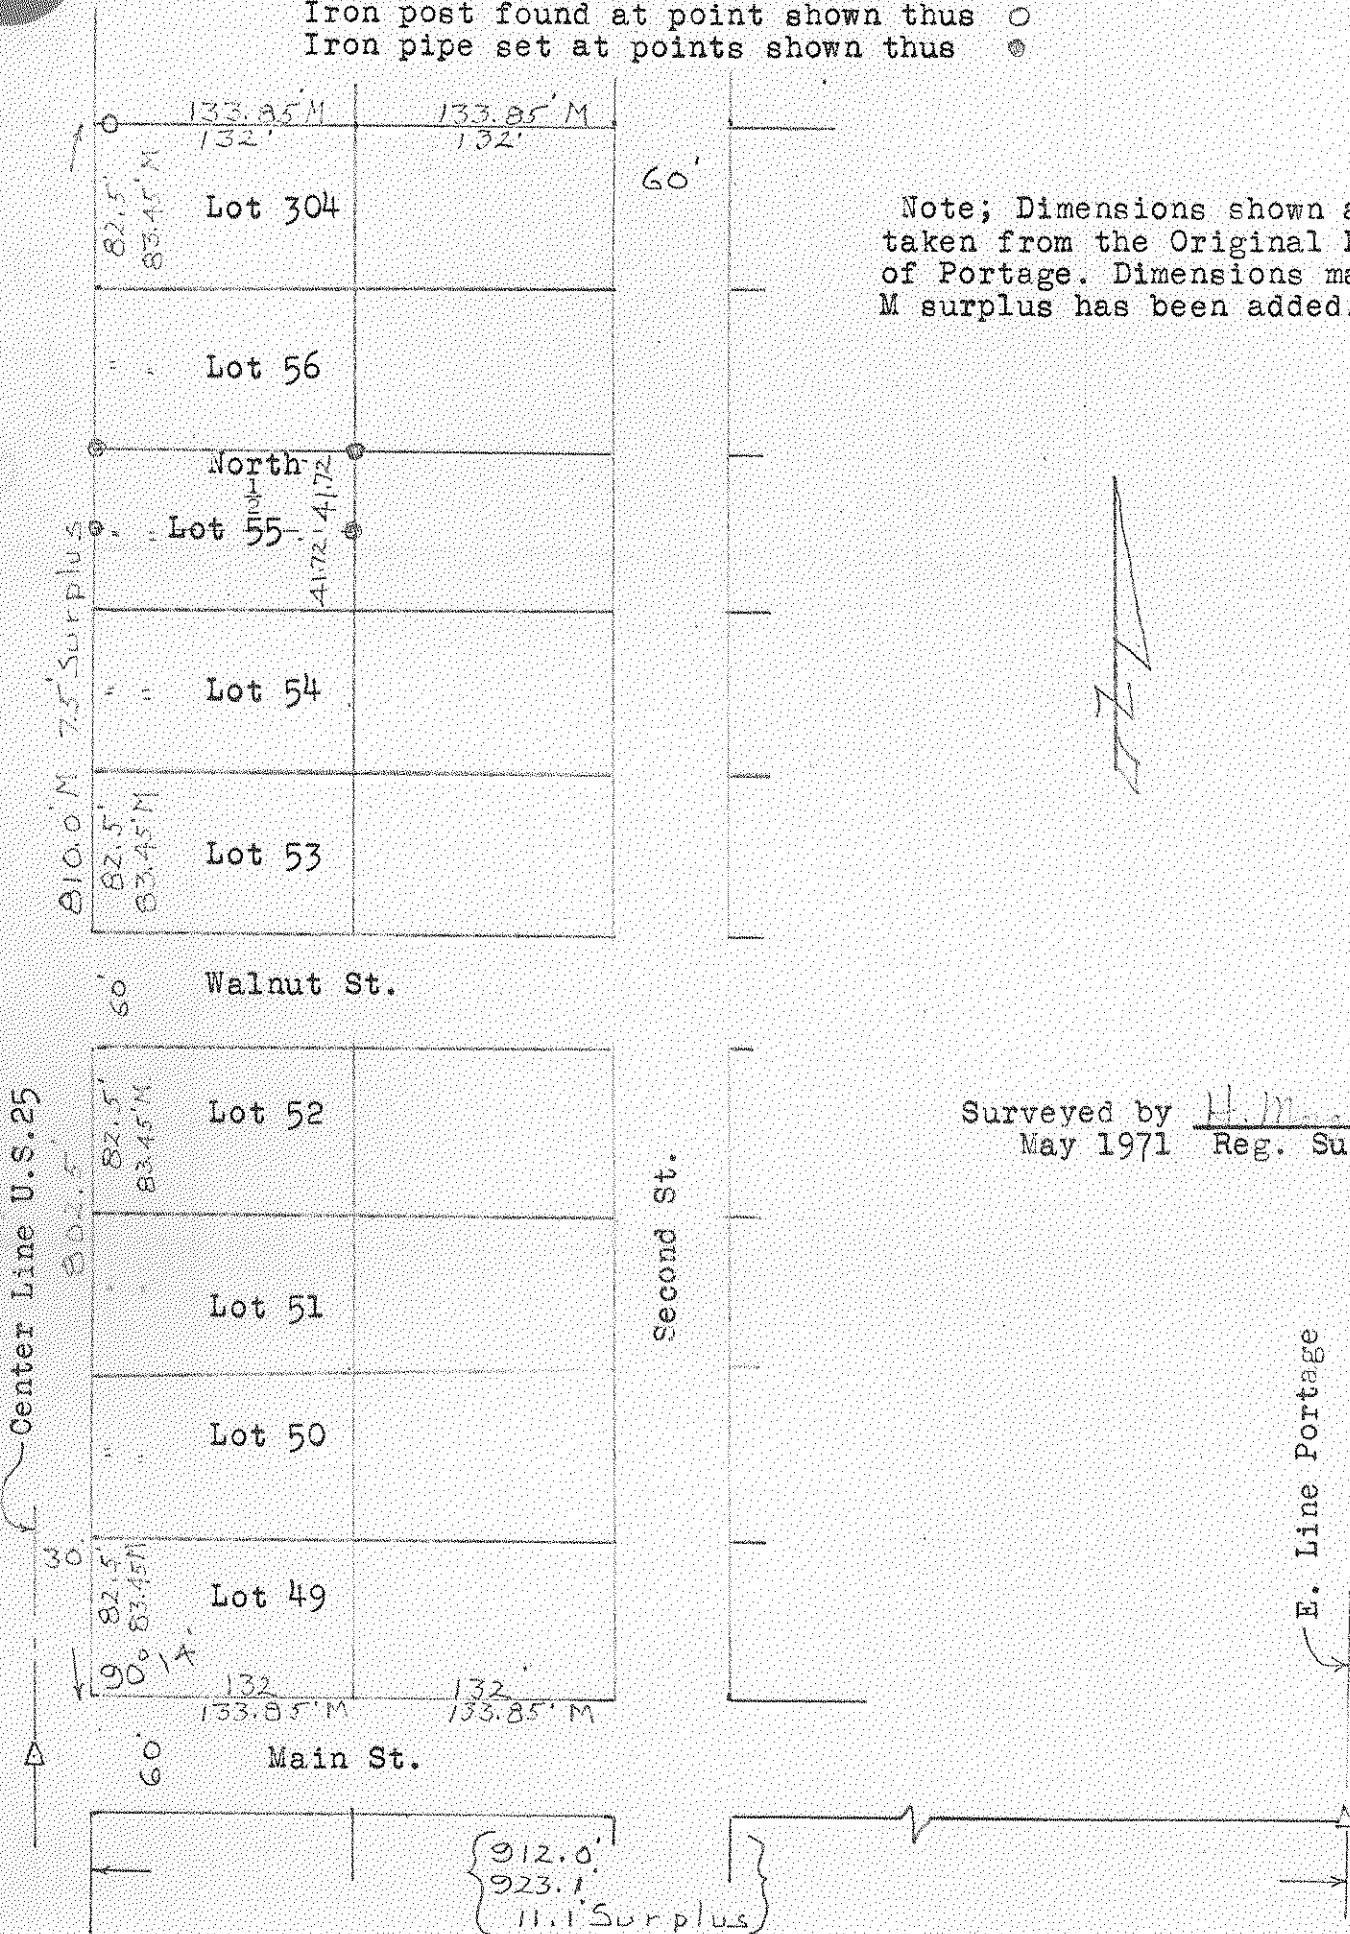 Iron post found at point shown thus
Iron pipe set at points shown thus
133.85' M
132'
133.85' M
132'
60'
82.5'
83.45' M
Lot 304
Note; Dimensions shown a
taken from the Original
of Portage. Dimensions ma
M surplus has been added.
" "
Lot 56
North
1/2
" "
Lot 55
41.72' 41.72
810.0' M 7.5' Surplus
" "
Lot 54
N
82.5'
83.45' M
Lot 53
60'
Walnut St.
82.5'
83.45' M
Lot 52
Surveyed by H.
May 1971 Reg. Su
Center Line U.S.25
802.5'
Second St.
"
Lot 51
" "
Lot 50
E. Line Portage
30'
82.5'
83.45 M
Lot 49
132
133.85' M
132'
133.85' M
60'
Main St.
912.0'
923.1'
11.1' Surplus